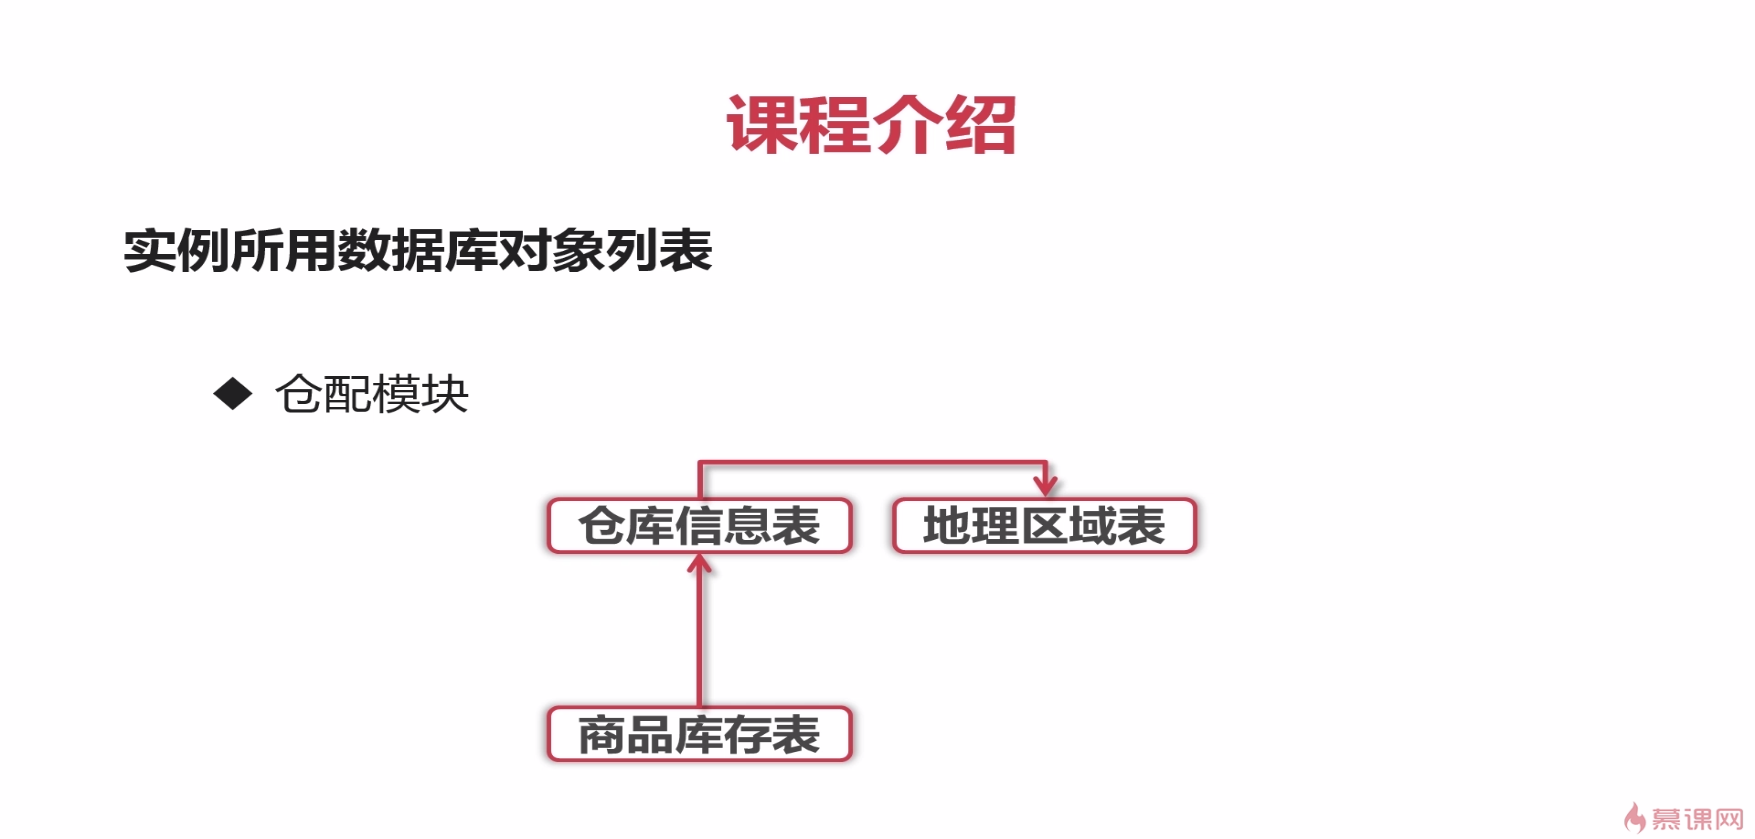 课程介绍
实例所用数据库对象列表
◆ 仓配模块
仓库信息表
地理区域表
商品库存表
慕课网